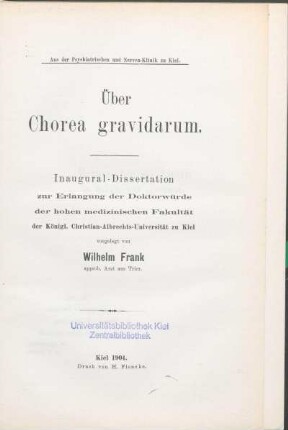 Aus der Psychiatrischen und Nerven-Klinik zu Kiel.
Über
Chorea gravidarum.
Inaugural-Dissertation
zur Erlangung der Doktorwürde
der hohen medizinischen Fakultät
der Königl. Christian-Albrechts-Universität zu Kiel
vorgelegt von
Wilhelm Frank
approb. Arzt aus
Universitätsbibliothek Kiel
Zentralbibliothek
Kiel 1904.
Druck von H. Fiencke.